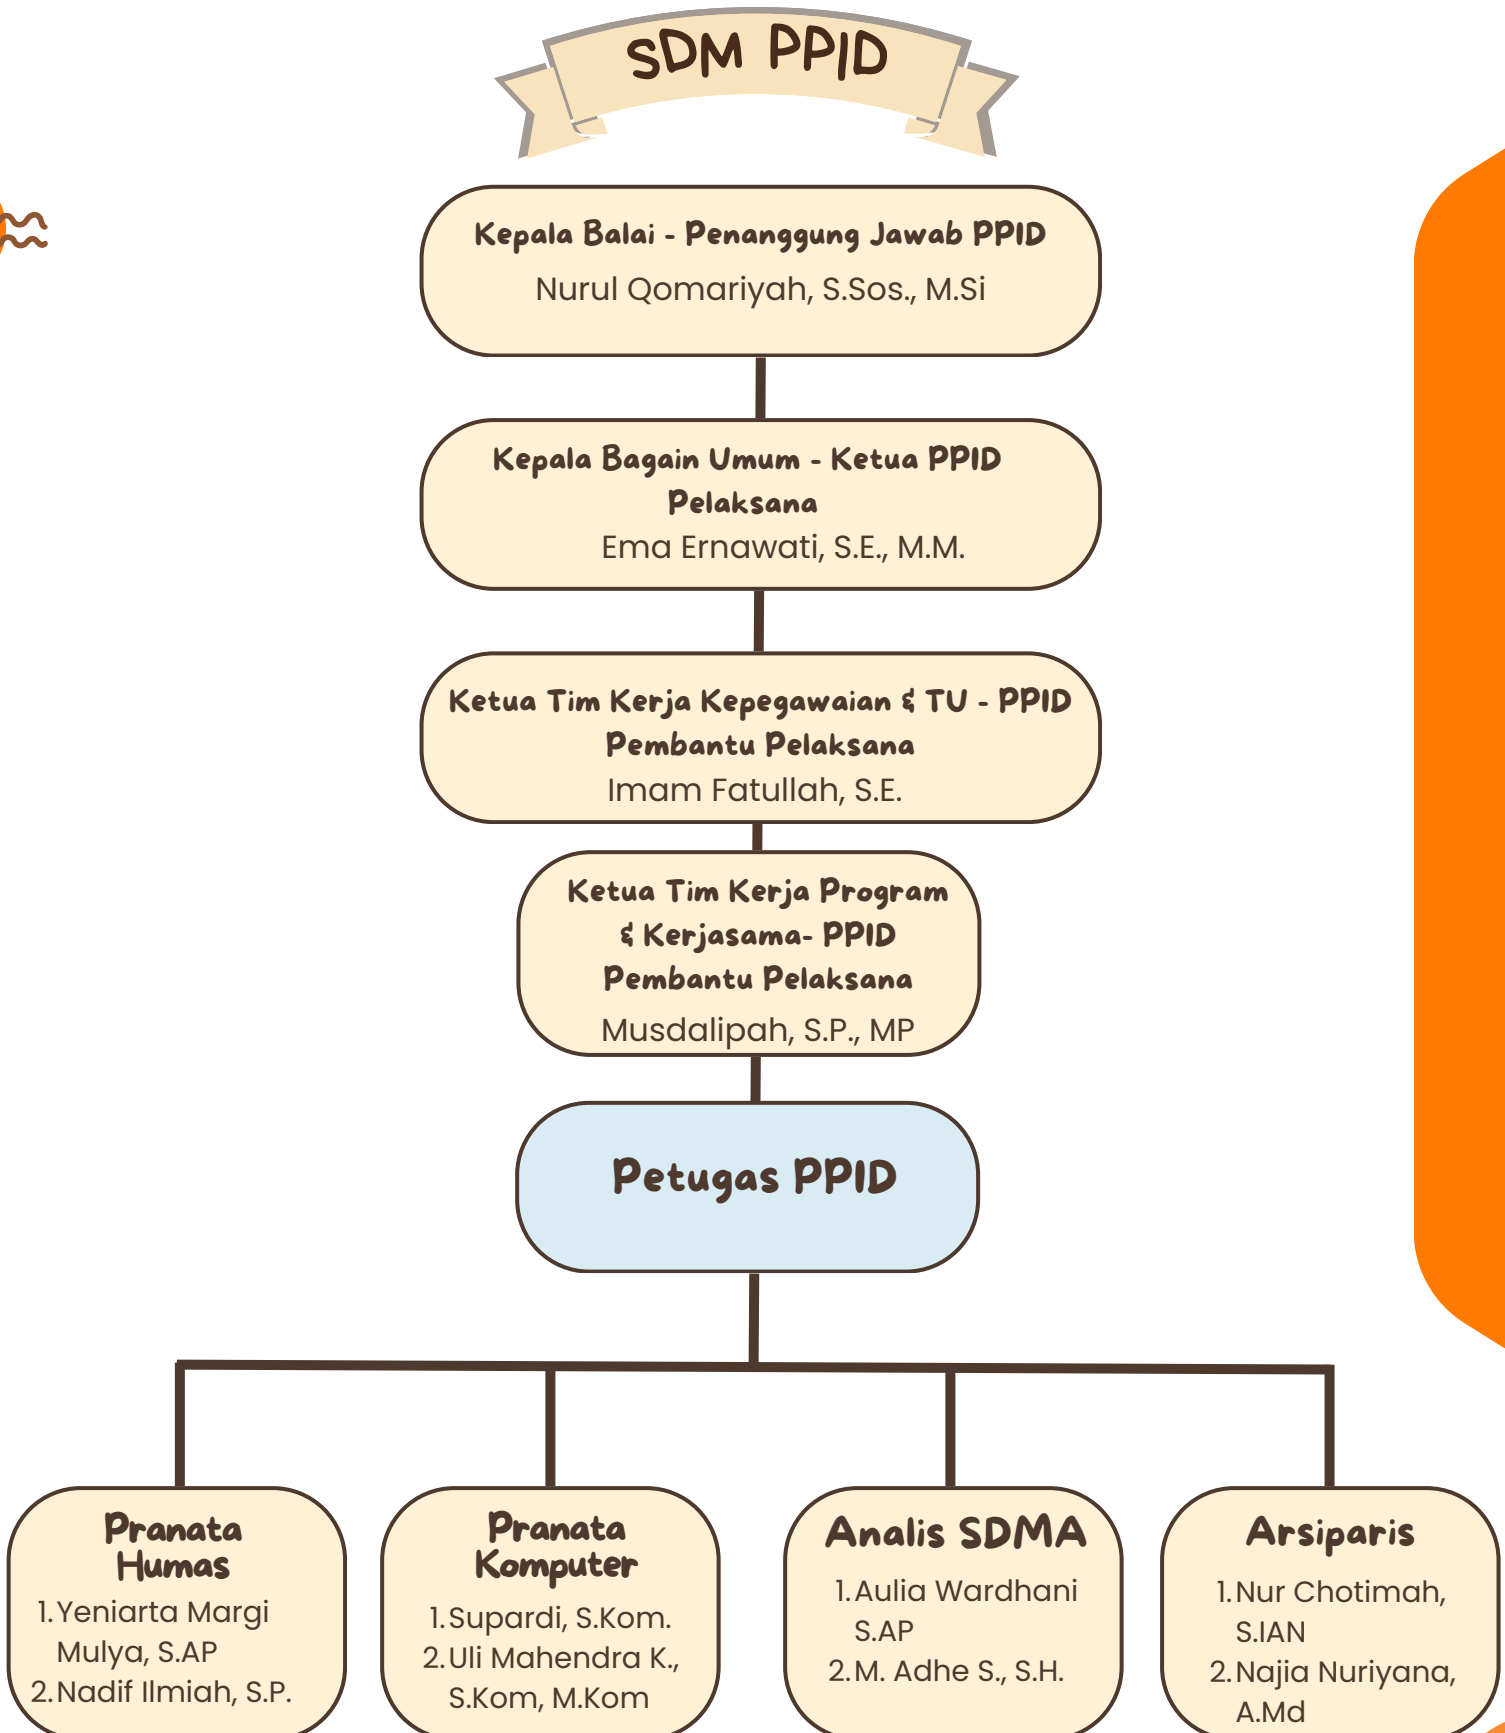 SDM PPID
Kepala Balai - Penanggung Jawab PPID
Nurul Qomariyah, S.Sos., M.Si
Kepala Bagain Umum - Ketua PPID
Pelaksana
Ema Ernawati, S.E., M.M.
Ketua Tim Kerja Kepegawaian & TU - PPID
Pembantu Pelaksana
Imam Fatullah, S.E.
Ketua Tim Kerja Program
& Kerjasama- PPID
Pembantu Pelaksana
Musdalipah, S.P., MP
Petugas PPID
Pranata
Humas
1. Yeniarta Margi
Mulya, S.AP
2. Nadif Ilmiah, S.P.
Pranata
Komputer
1. Supardi, S.Kom.
2. Uli Mahendra K.,
S.Kom, M.Kom
Analis SDMA
1. Aulia Wardhani
S.AP
2. M. Adhe S., S.H.
Arsiparis
1. Nur Chotimah,
S.IAN
2. Najia Nuriyana,
A.Md